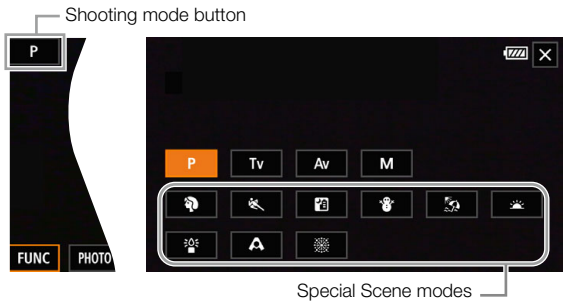 Shooting mode button
P
P Tv Av M
FUNC PHOTO
Special Scene modes